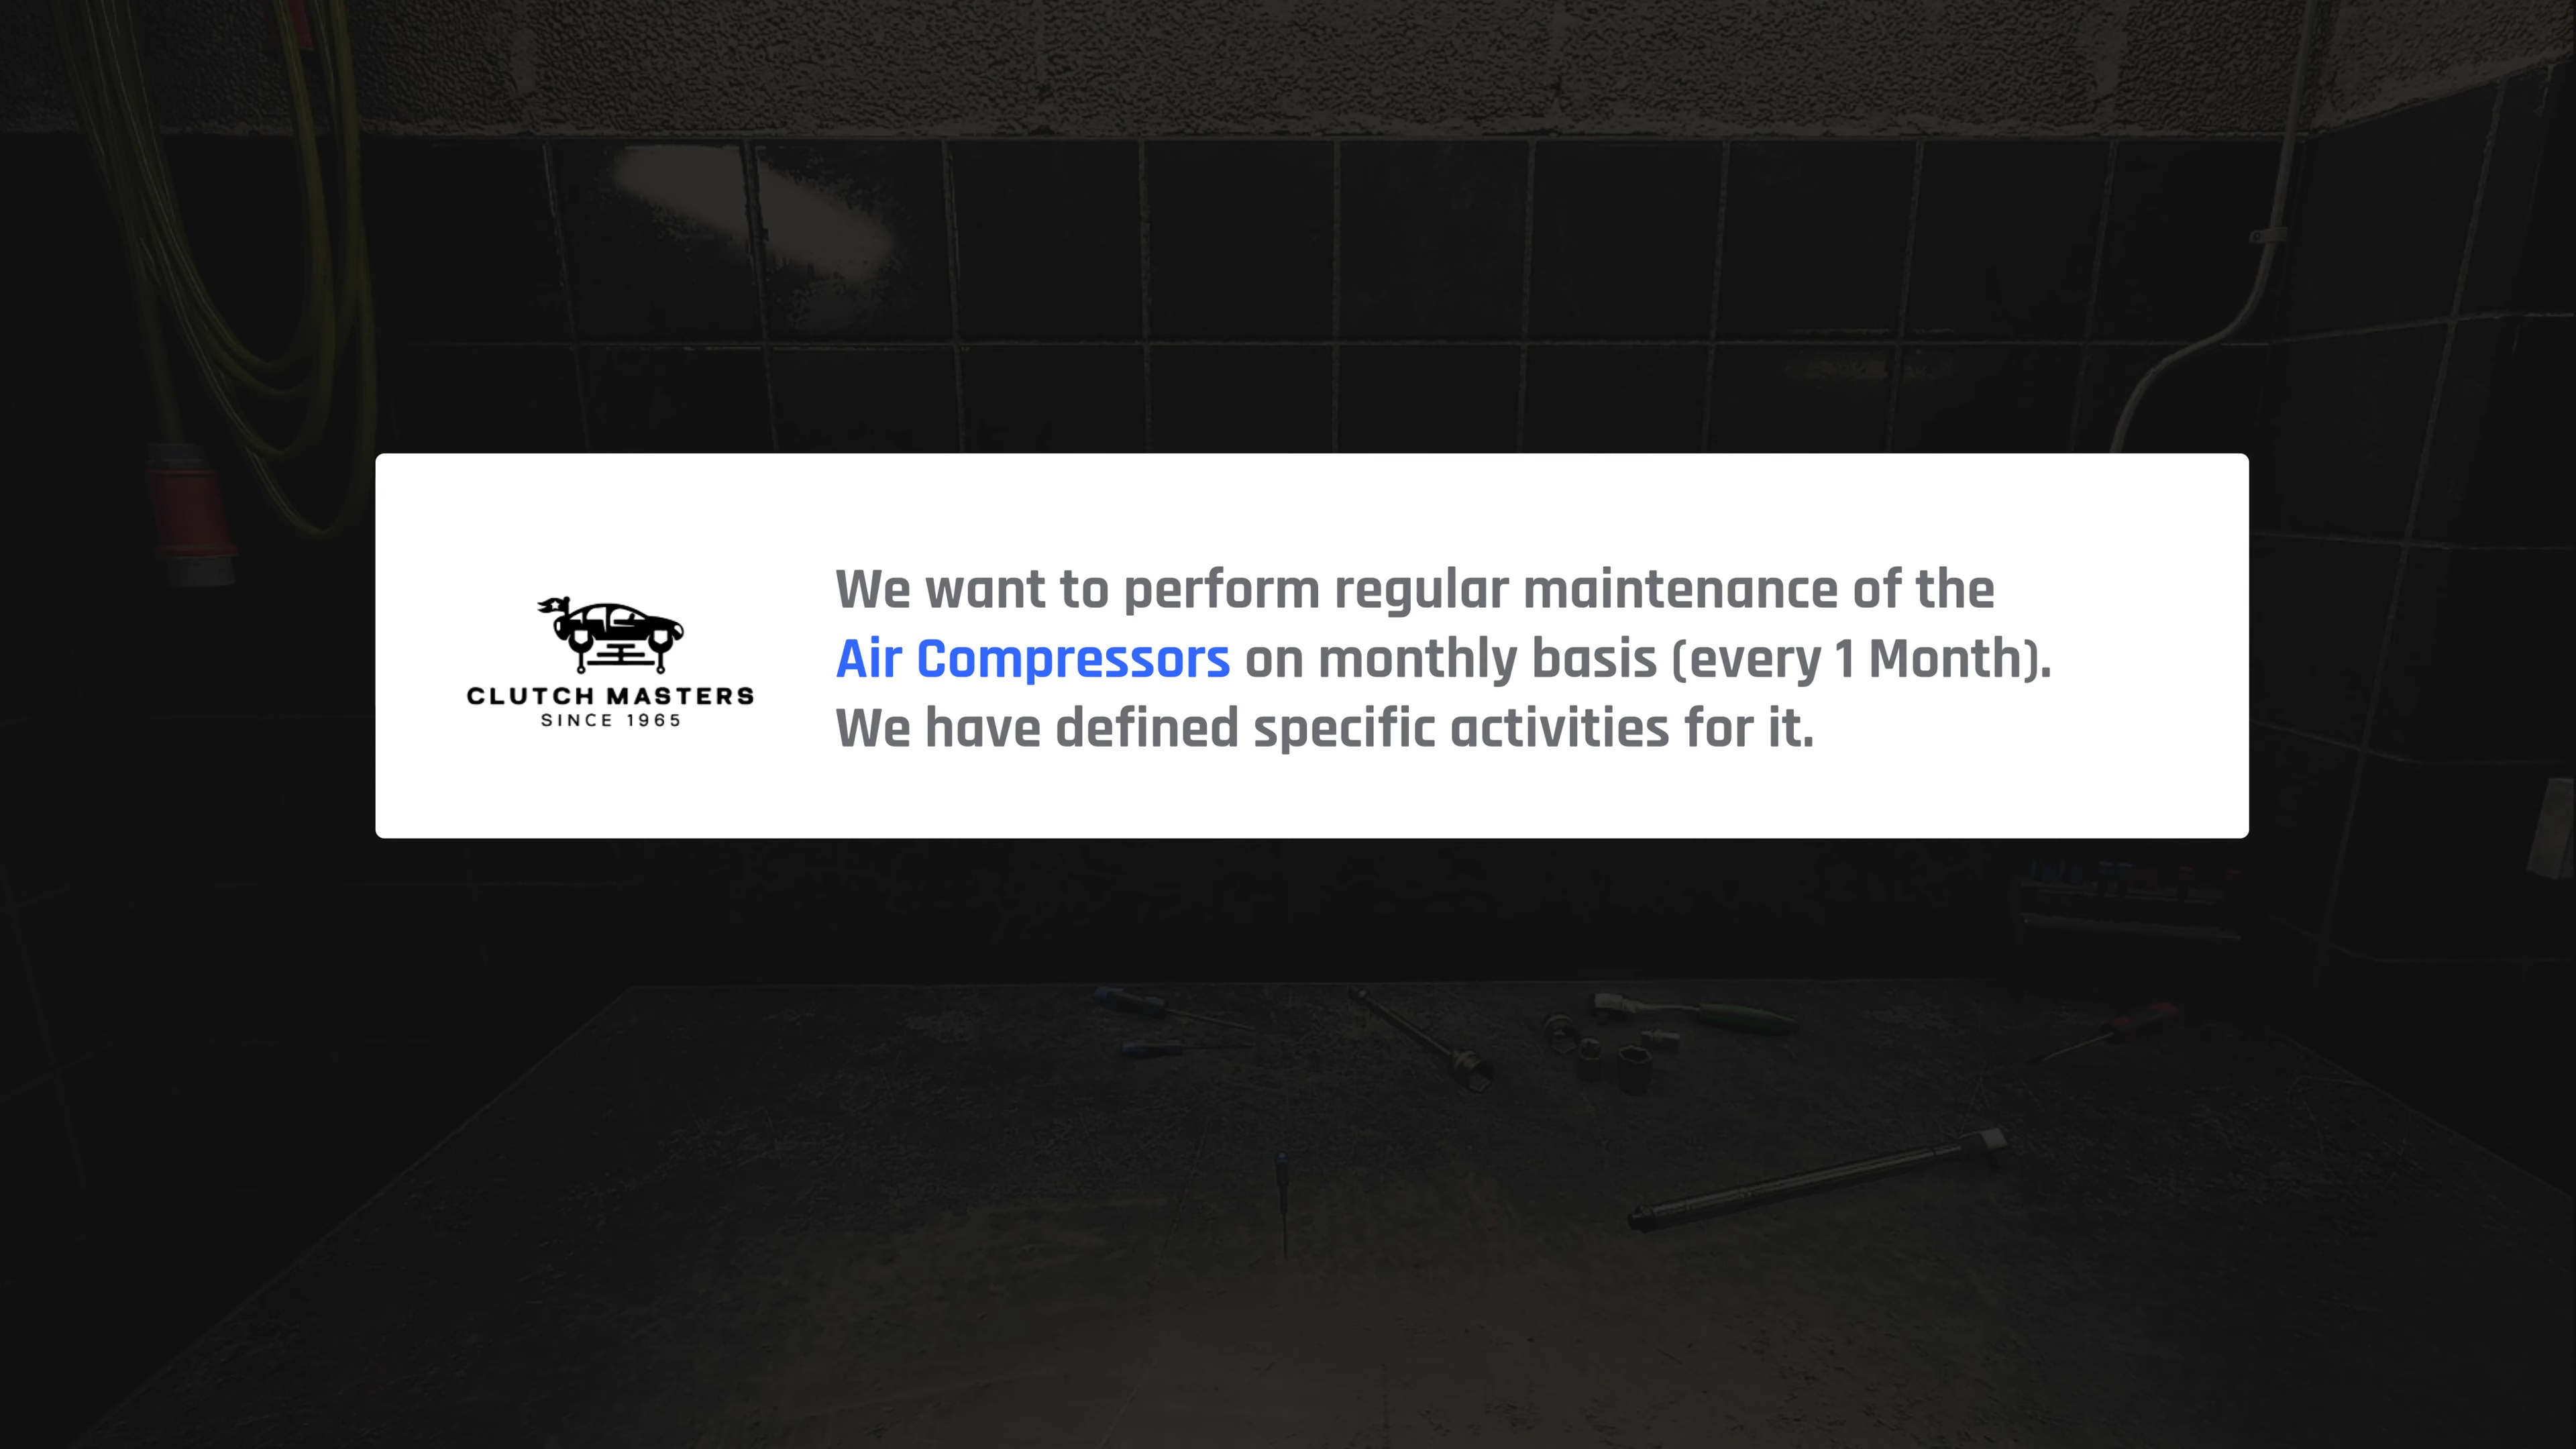 CLUTCH MASTERS
SINCE 1965
We want to perform regular maintenance of the
Air Compressors on monthly basis (every 1 Month).
We have defined specific activities for it.